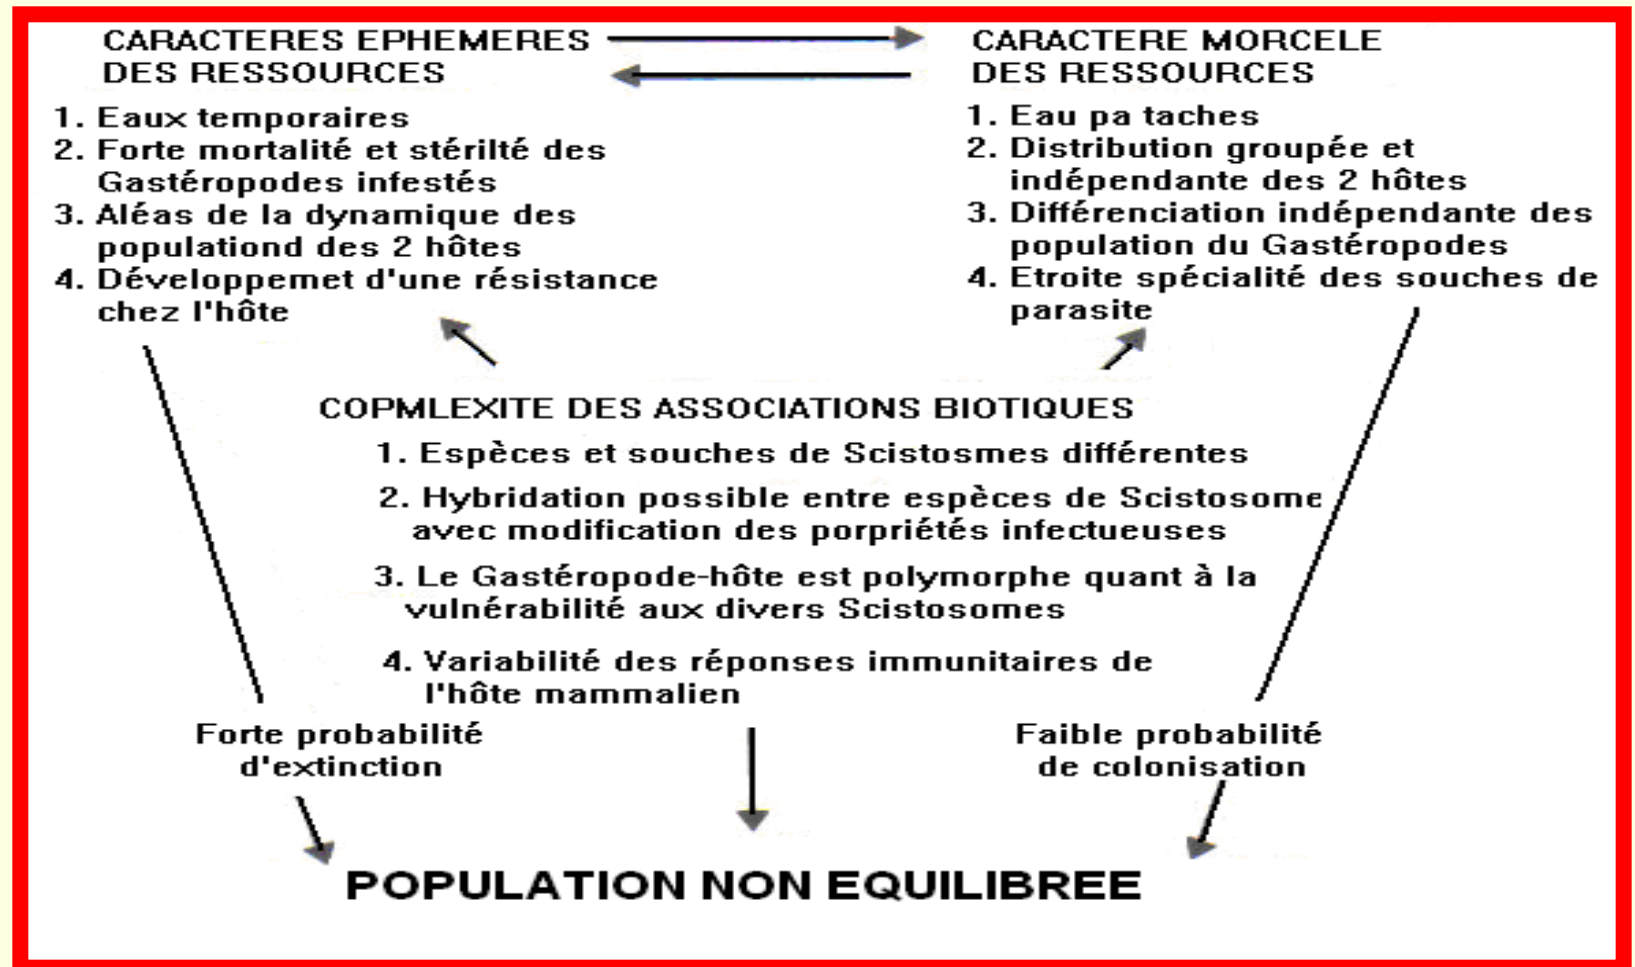 CARACTERES EPHEMERES
DES RESSOURCES
1. Eaux temporaires
2. Forte mortalité et stérilté des
Gastéropodes infestés
3. Aléas de la dynamique des
populationd des 2 hôtes
4. Développemet d'une résistance
chez l'hôte
CARACTERE MORCELE
DES RESSOURCES
1. Eau pa taches
2. Distribution groupée et
indépendante des 2 hôtes
3. Différenciation indépendante des
population du Gastéropodes
4. Etroite spécialité des souches de
parasite
COPMLEXITE DES ASSOCIATIONS BIOTIQUES
1. Espèces et souches de Scistosmes différentes
2. Hybridation possible entre espèces de Scistosome
avec modification des porpriétés infectueuses
3. Le Gastéropode-hôte est polymorphe quant à la
vulnérabilité aux divers Scistosomes
4. Variabilité des réponses immunitaires de
l'hôte mammalien
Forte probabilité
d'extinction
Faible probabilité
de colonisation
POPULATION NON EQUILIBREE